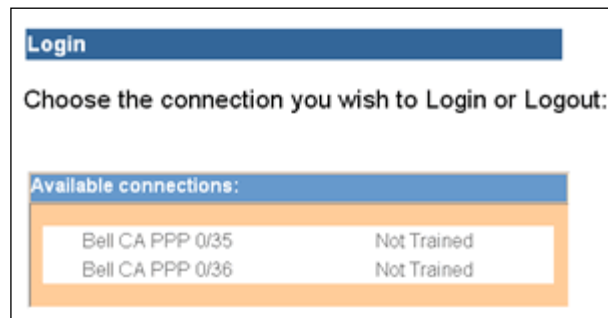 Login
Choose the connection you wish to Login or Logout:
Available connections:
Bell CA PPP 0/35 Not Trained
Bell CA PPP 0/36 Not Trained